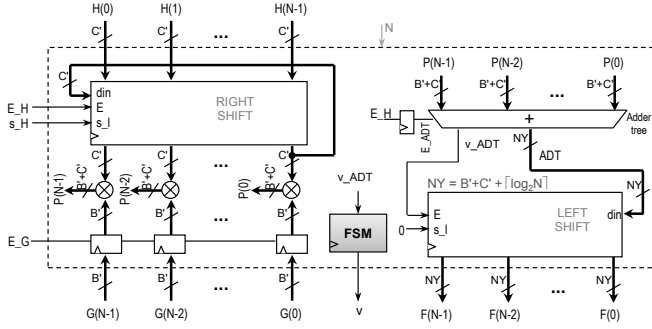 H(0) H(1) ... H(N-1)
N
C' C' C'
C'
din
E_H E
s_H s_l
RIGHT
SHIFT
C' C' ... C'
B'+C' B'+C' B'+C'
P(N-1) P(N-2) P(0)
B' B' ... B'
E_G
B' B' B'
G(N-1) G(N-2) ... G(0)
v_ADT
FSM
v
P(N-1) P(N-2) P(0)
B'+C' B'+C' ... B'+C'
E_H
E_ADT
+
Adder
tree
v_ADT
NY
ADT
NY
NY = B'+C' + ⌈log2N⌉
E din
0 s_l
LEFT
SHIFT
NY NY NY
F(N-1) F(N-2) ... F(0)